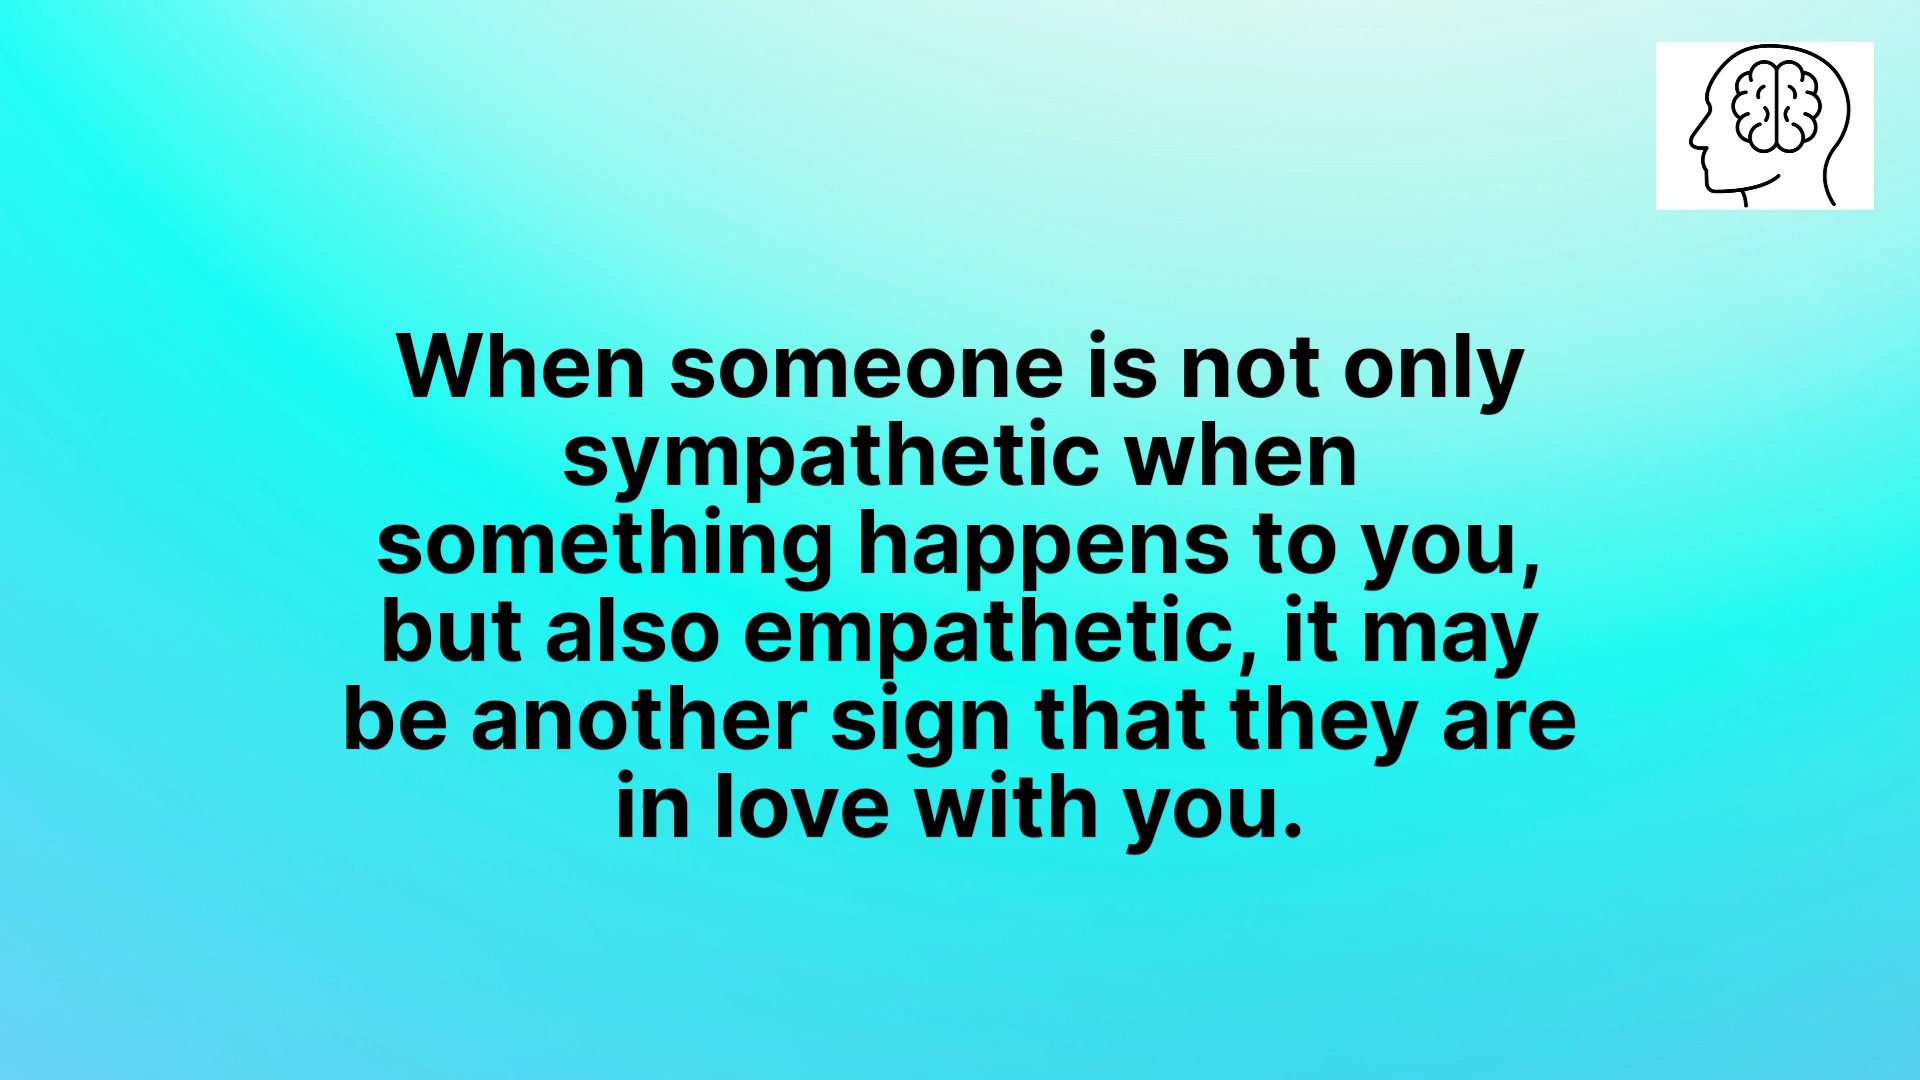 When someone is not only
sympathetic when
something happens to you,
but also empathetic, it may
be another sign that they are
in love with you.